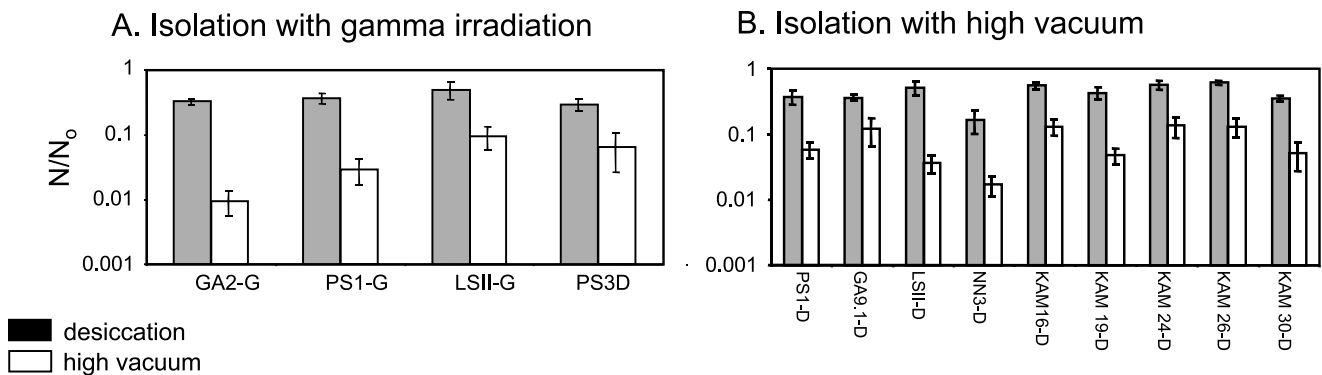 A. Isolation with gamma irradiation
1
0.1
0.01
0.001
N/No
GA2-G PS1-G LSII-G PS3D
desiccation
high vacuum
B. Isolation with high vacuum
1
0.1
0.01
0.001
PS1-D
GA9.1-D
LSII-D
NN3-D
KAM16-D
KAM 19-D
KAM 24-D
KAM 26-D
KAM 30-D